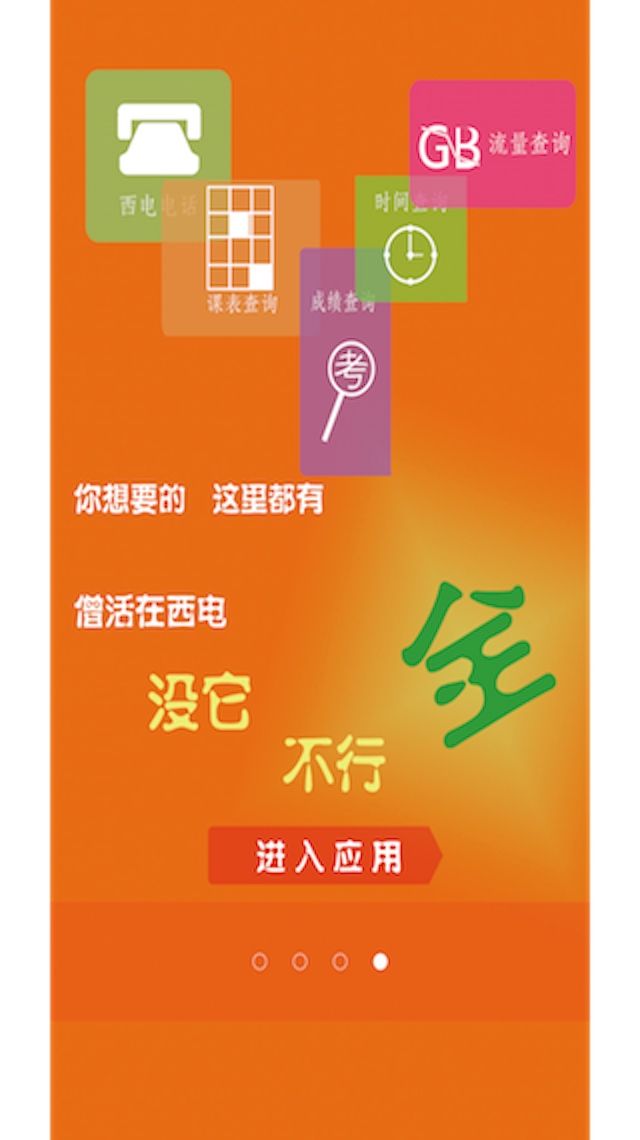 GB 流量查询
西电电话
时间查询
课表查询
成绩查询
考
你想要的 这里都有
僧活在西电
全
没它
不行
进入应用